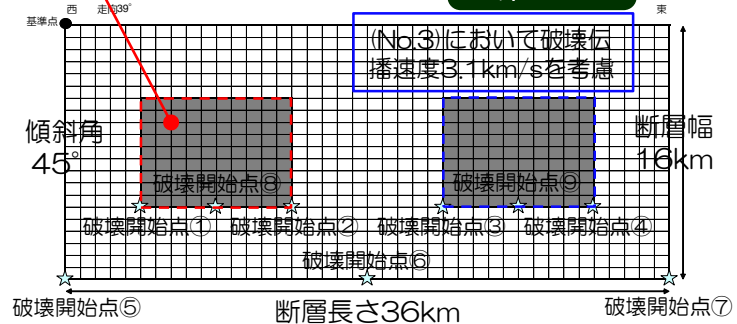 西 走向39° 東
基準点
(No.3)において破壊伝
播速度3.1km/sを考慮
傾斜角
45°
断層幅
16km
破壊開始点⑧ 破壊開始点⑨
破壊開始点① 破壊開始点② 破壊開始点③ 破壊開始点④
破壊開始点⑥
破壊開始点⑤ 断層長さ36km 破壊開始点⑦